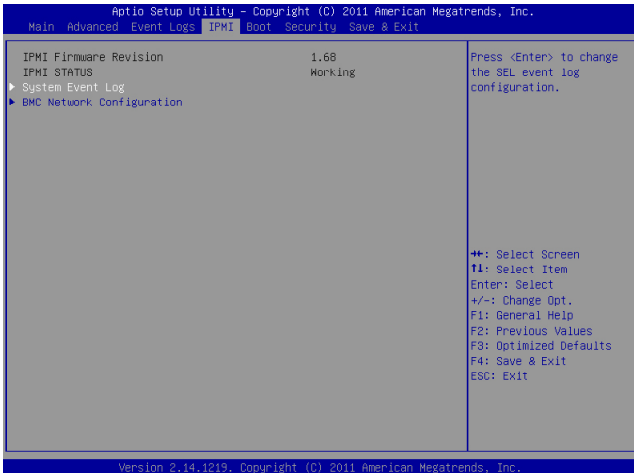 Aptio Setup Utility – Copyright (C) 2011 American Megatrends, Inc.
Main Advanced Event Logs IPMI Boot Security Save & Exit
IPMI Firmware Revision 1.68
IPMI STATUS Working
▶ System Event Log
▶ BMC Network Configuration
Press <Enter> to change
the SEL event log
configuration.
→←: Select Screen
↑↓: Select Item
Enter: Select
+/-: Change Opt.
F1: General Help
F2: Previous Values
F3: Optimized Defaults
F4: Save & Exit
ESC: Exit
Version 2.14.1219. Copyright (C) 2011 American Megatrends, Inc.